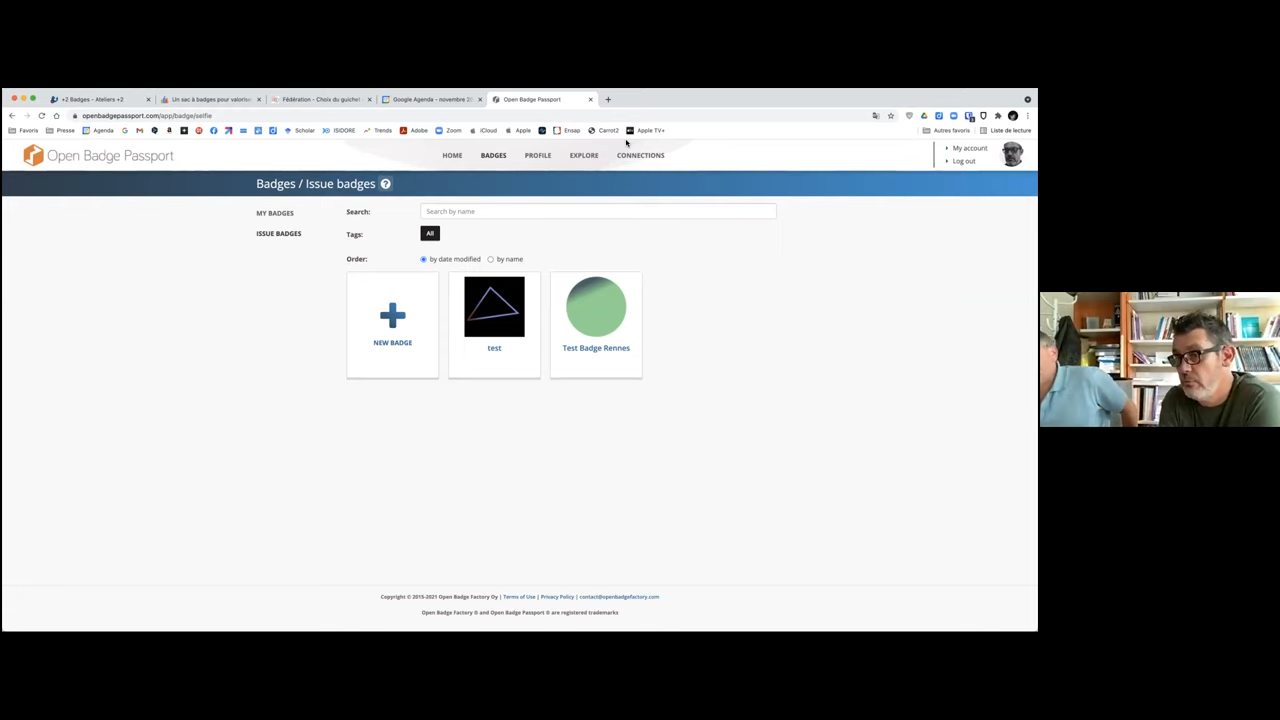 +2 Badges - Ateliers +2
Un sac à badges pour valorise
Fédération - Choix du guichet
Google Agenda - novembre 20
Open Badge Passport
openbadgepassport.com/app/badge/selfie
Favoris
Presse
Agenda
Scholar
ISIDORE
Trends
Adobe
Zoom
iCloud
Apple
Ensap
Carrot2
Apple TV+
Autres favoris
Liste de lecture
Open Badge Passport
HOME
BADGES
PROFILE
EXPLORE
CONNECTIONS
My account
Log out
Badges / Issue badges ?
MY BADGES
ISSUE BADGES
Search:
Search by name
Tags:
All
Order:
by date modified
by name
NEW BADGE
test
Test Badge Rennes
Copyright © 2015-2021 Open Badge Factory Oy | Terms of Use | Privacy Policy | contact@openbadgefactory.com
Open Badge Factory ® and Open Badge Passport ® are registered trademarks